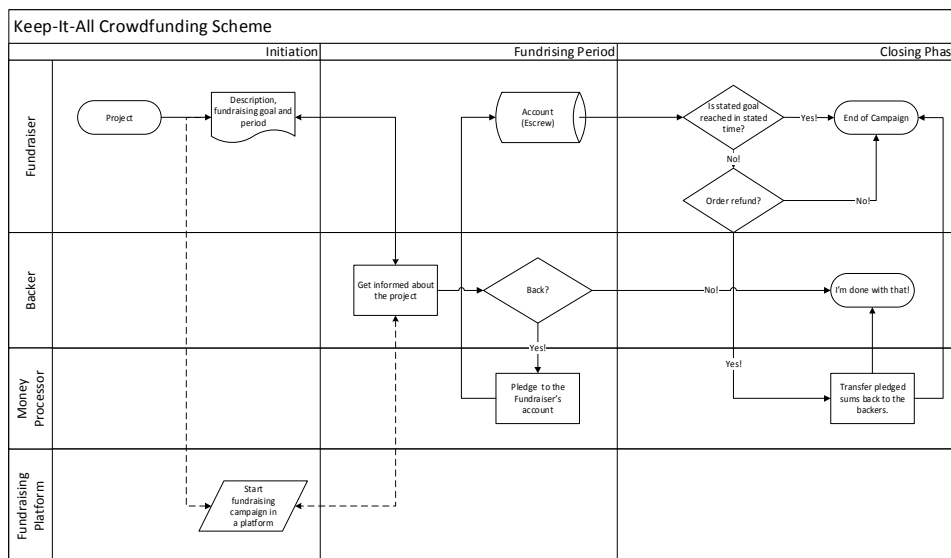 Keep-It-All Crowdfunding Scheme
Initiation
Fundrising Period
Closing Phas
Fundraiser
Project
Description,
fundraising goal and
period
Account
(Escrew)
Is stated goal
reached in stated
time?
Yes!
End of Campaign
No!
Order refund?
No!
Backer
Get informed about
the project
Back?
No!
I'm done with that!
Yes!
Yes!
Money
Processor
Pledge to the
Fundraiser's
account
Transfer pledged
sums back to the
backers.
Fundraising
Platform
Start
fundraising
campaign in
a platform